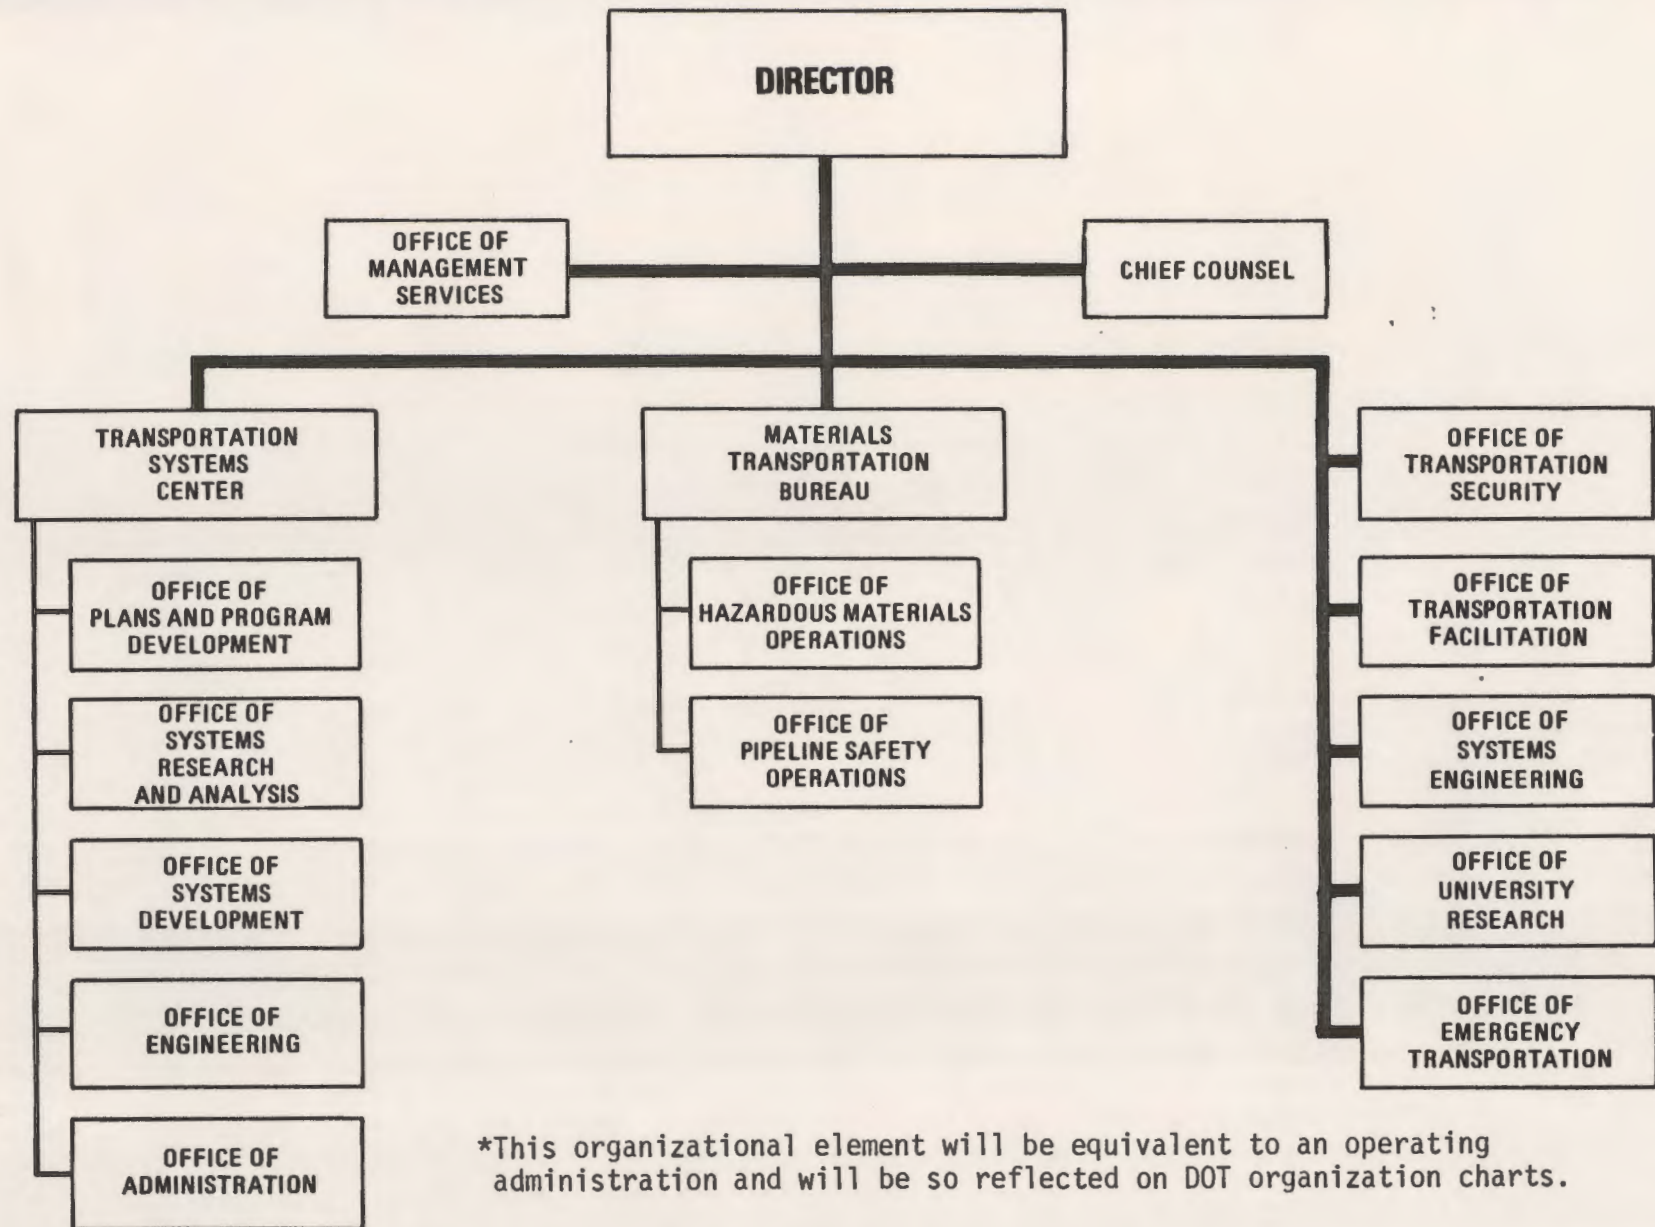 DIRECTOR
OFFICE OF
MANAGEMENT
SERVICES
CHIEF COUNSEL
TRANSPORTATION
SYSTEMS
CENTER
OFFICE OF
PLANS AND PROGRAM
DEVELOPMENT
OFFICE OF
SYSTEMS
RESEARCH
AND ANALYSIS
OFFICE OF
SYSTEMS
DEVELOPMENT
OFFICE OF
ENGINEERING
OFFICE OF
ADMINISTRATION
MATERIALS
TRANSPORTATION
BUREAU
OFFICE OF
HAZARDOUS MATERIALS
OPERATIONS
OFFICE OF
PIPELINE SAFETY
OPERATIONS
OFFICE OF
TRANSPORTATION
SECURITY
OFFICE OF
TRANSPORTATION
FACILITATION
OFFICE OF
SYSTEMS
ENGINEERING
OFFICE OF
UNIVERSITY
RESEARCH
OFFICE OF
EMERGENCY
TRANSPORTATION
*This organizational element will be equivalent to an operating
administration and will be so reflected on DOT organization charts.